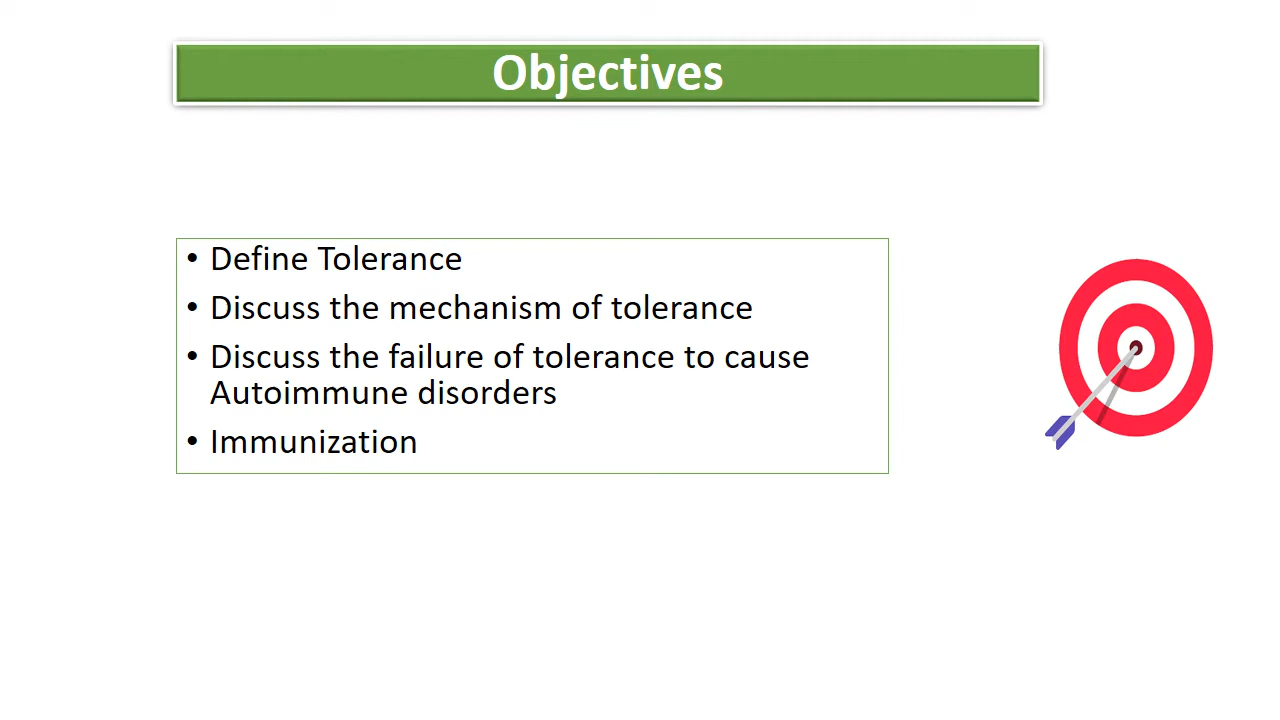 Objectives
• Define Tolerance
• Discuss the mechanism of tolerance
• Discuss the failure of tolerance to cause
Autoimmune disorders
• Immunization